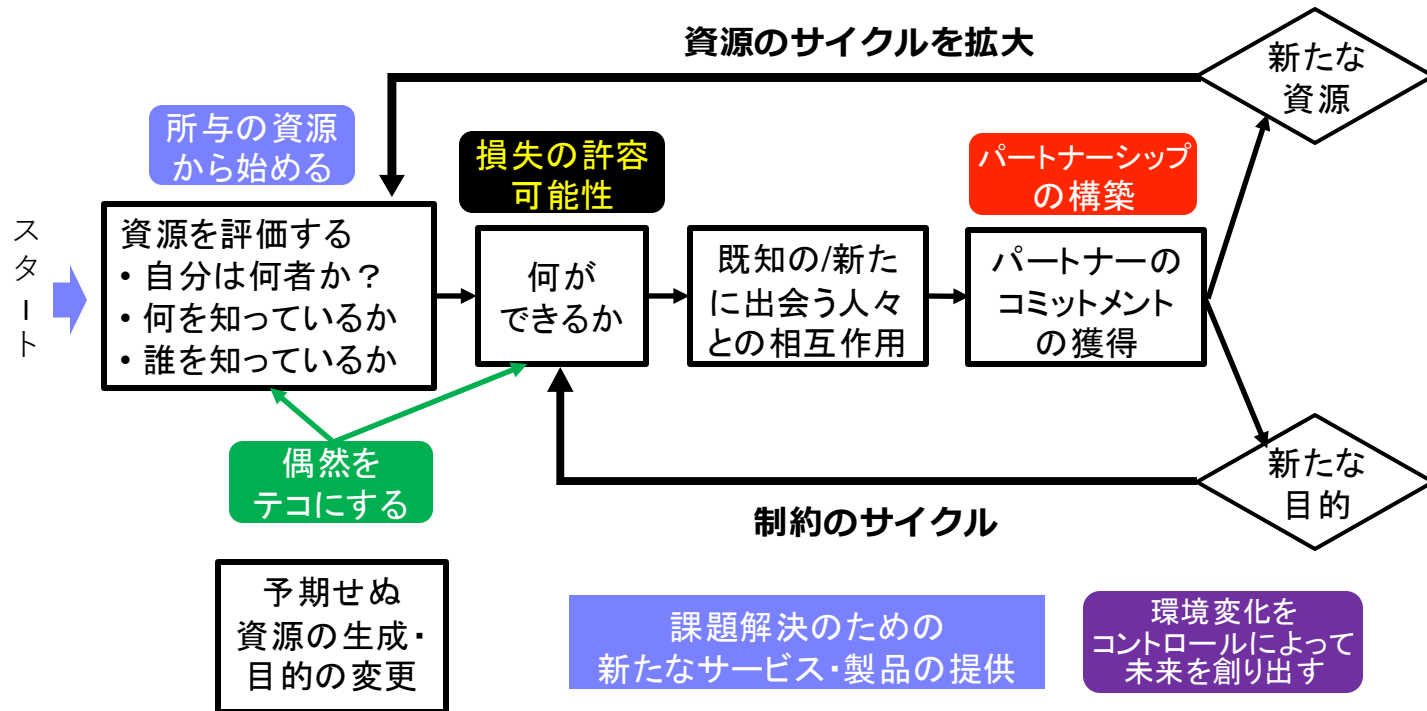 資源のサイクルを拡大
新たな
資源
所与の資源
から始める
損失の許容
可能性
パートナーシップ
の構築
スタート
資源を評価する
・自分は何者か？
・何を知っているか
・誰を知っているか
何が
できるか
既知の/新た
に出会う人々
との相互作用
パートナーの
コミットメント
の獲得
偶然を
テコにする
新たな
目的
制約のサイクル
予期せぬ
資源の生成・
目的の変更
課題解決のための
新たなサービス・製品の提供
環境変化を
コントロールによって
未来を創り出す